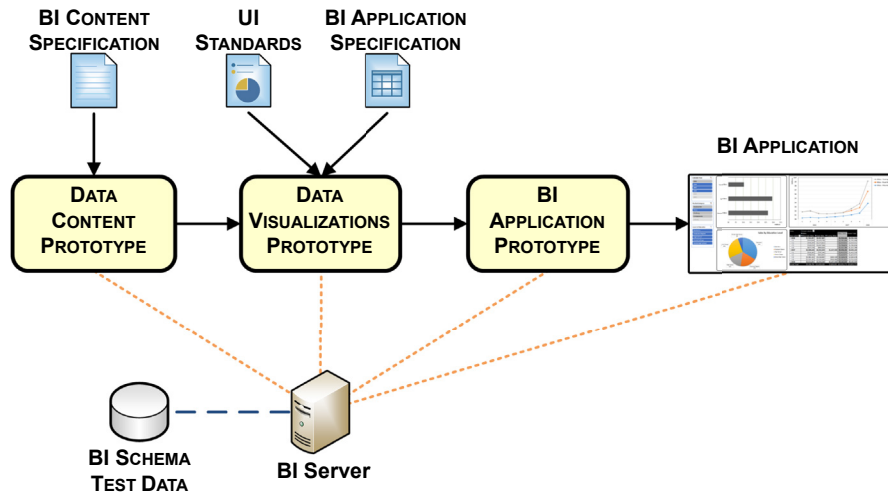 BI CONTENT
SPECIFICATION
UI
STANDARDS
BI APPLICATION
SPECIFICATION
BI APPLICATION
DATA
CONTENT
PROTOTYPE
DATA
VISUALIZATIONS
PROTOTYPE
BI
APPLICATION
PROTOTYPE
BI SCHEMA
TEST DATA
BI Server